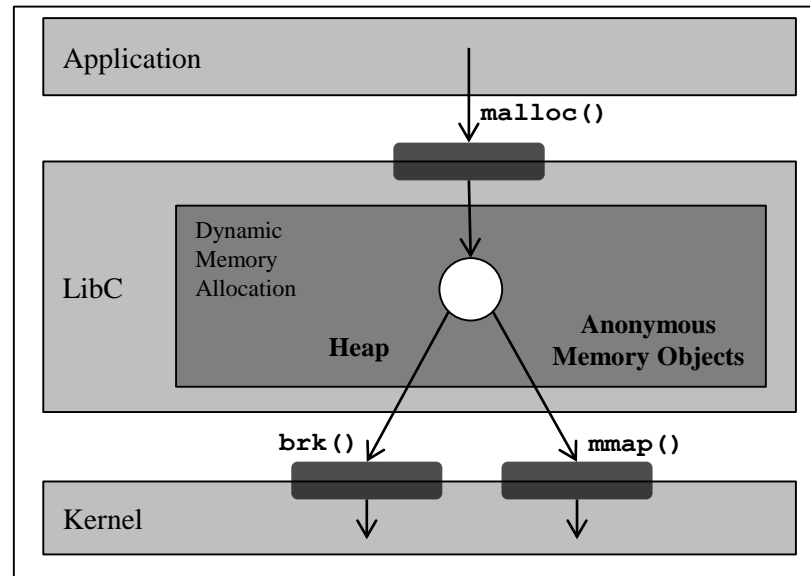 Application
malloc()
Dynamic
Memory
Allocation
LibC
Heap
Anonymous
Memory Objects
brk()
mmap()
Kernel